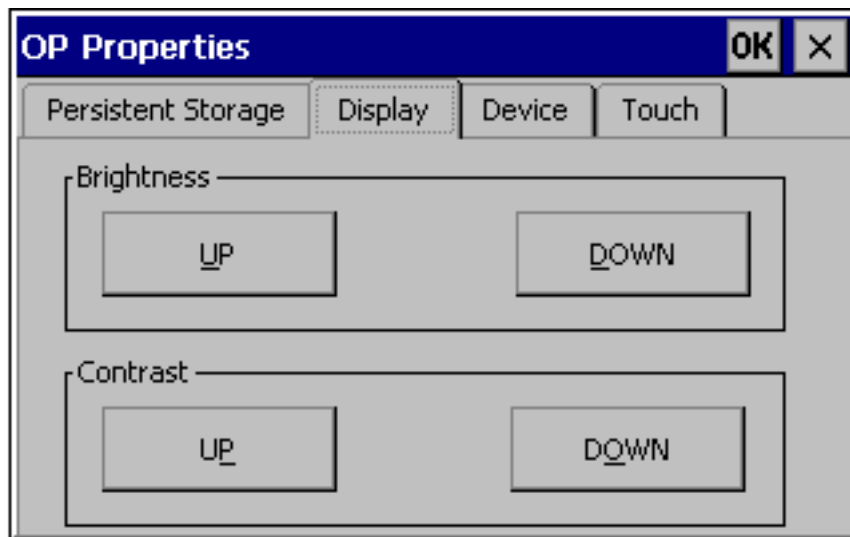 OP Properties OK ×
Persistent Storage Display Device Touch
Brightness
UP DOWN
Contrast
UP DOWN